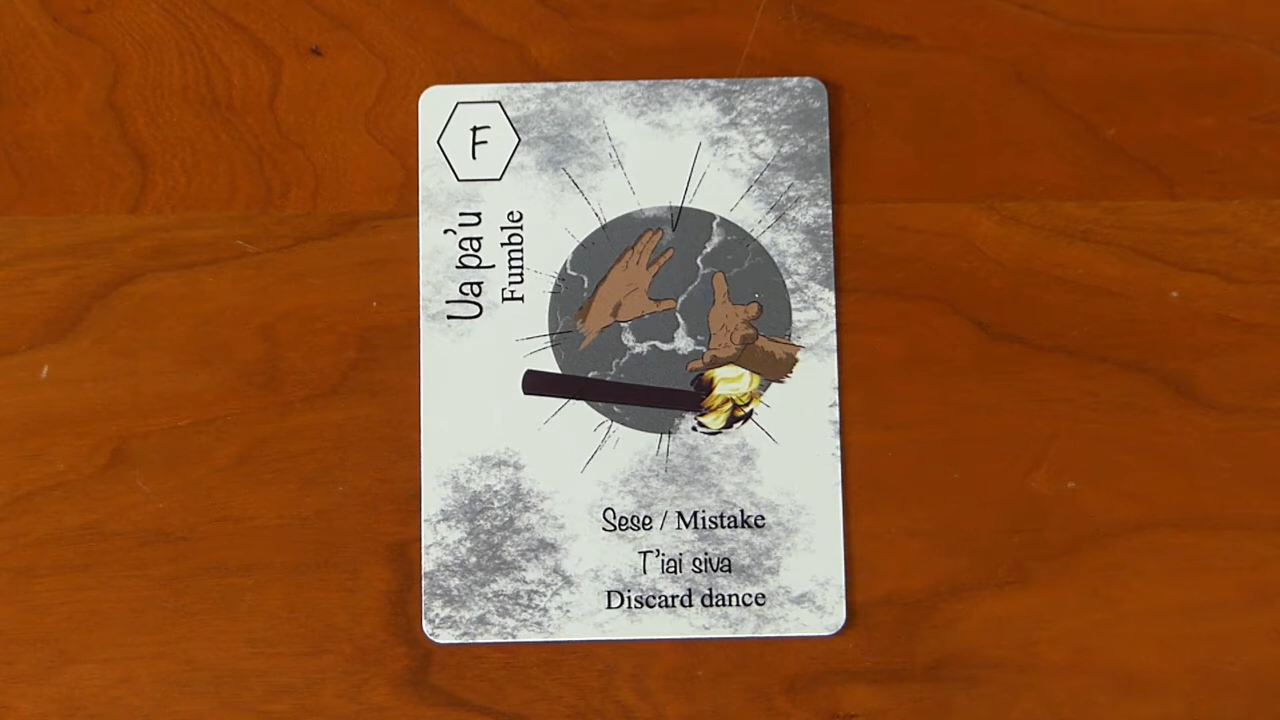 F
Ua pa'u
Fumble
Sese / Mistake
T'iai siva
Discard dance